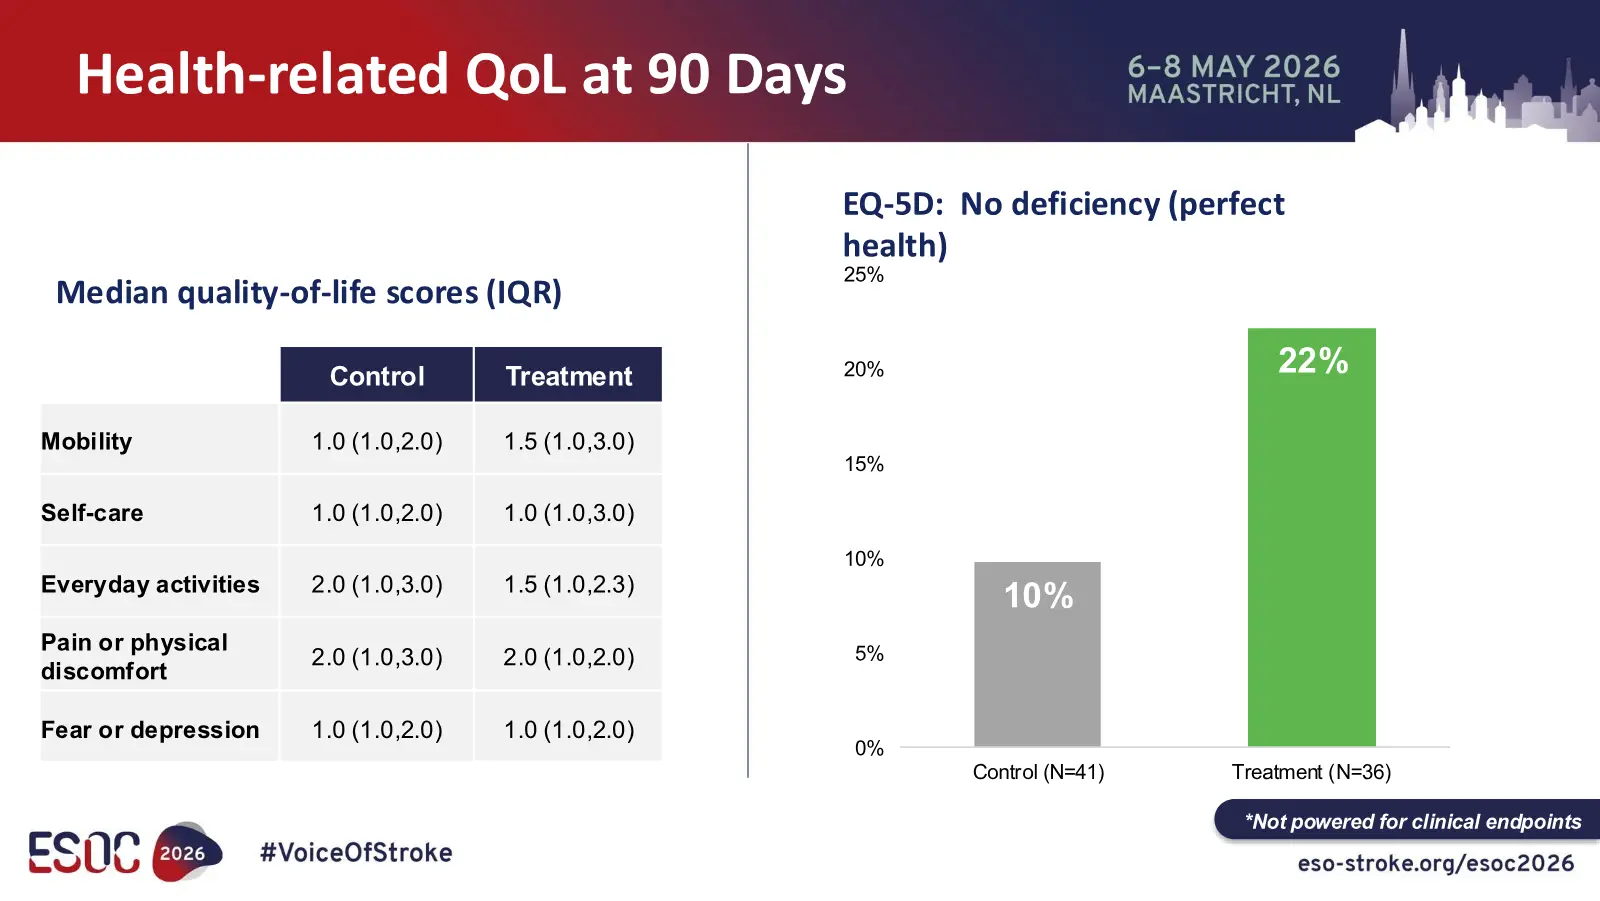 Health-related QoL at 90 Days
6–8 MAY 2026
MAASTRICHT, NL
Median quality-of-life scores (IQR)
Control Treatment
Mobility 1.0 (1.0,2.0) 1.5 (1.0,3.0)
Self-care 1.0 (1.0,2.0) 1.0 (1.0,3.0)
Everyday activities 2.0 (1.0,3.0) 1.5 (1.0,2.3)
Pain or physical
discomfort 2.0 (1.0,3.0) 2.0 (1.0,2.0)
Fear or depression 1.0 (1.0,2.0) 1.0 (1.0,2.0)
EQ-5D: No deficiency (perfect
health)
25%
20%
15%
10%
5%
0%
10%
22%
Control (N=41) Treatment (N=36)
*Not powered for clinical endpoints
ESOC 2026
#VoiceOfStroke
eso-stroke.org/esoc2026